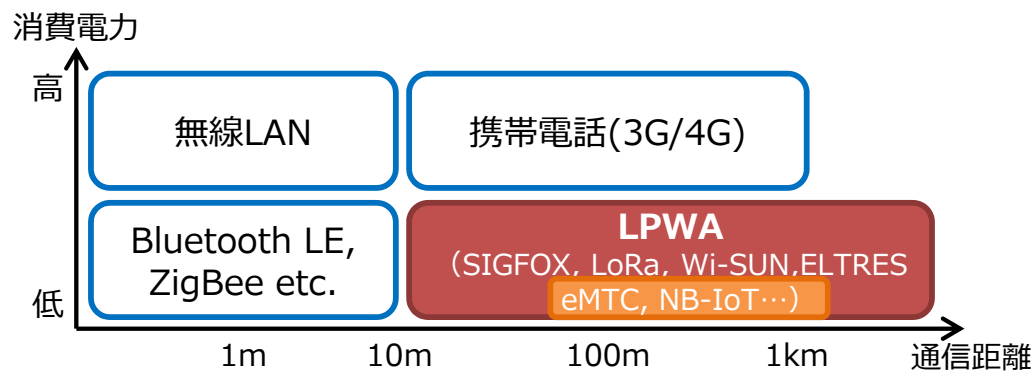 消費電力
高
無線LAN
携帯電話(3G/4G)
Bluetooth LE,
ZigBee etc.
LPWA
（SIGFOX, LoRa, Wi-SUN,ELTRES
eMTC, NB-IoT…）
低
1m
10m
100m
1km
通信距離